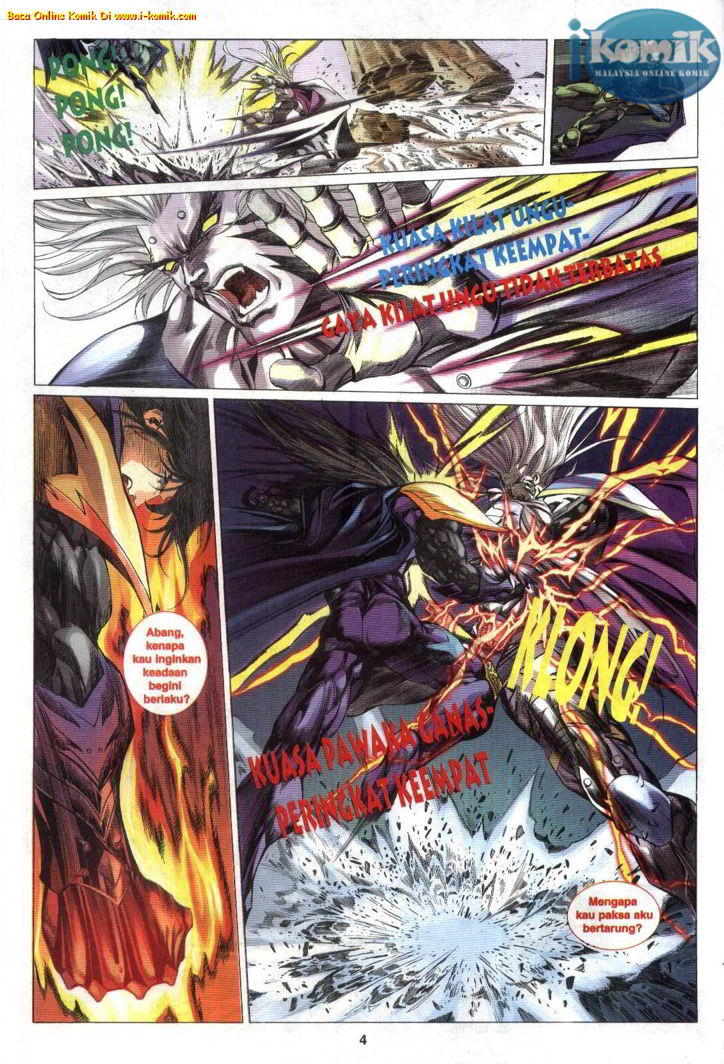 Baca Online Komik Di www.i-komik.com
ikomik
MALAYSIA ONLINE KOMIK
PONG!
PONG!
PONG!
KUASA KILAT UNGU-
PERINGKAT KEEMPAT-
GAYA KILAT UNGU TIDAK TERBATAS
Abang,
kenapa
kau inginkan
keadaan
begini
berlaku?
KLONG!
KUASA PAWAKA GANAS-
PERINGKAT KEEMPAT
Mengapa
kau paksa aku
bertarung?
4